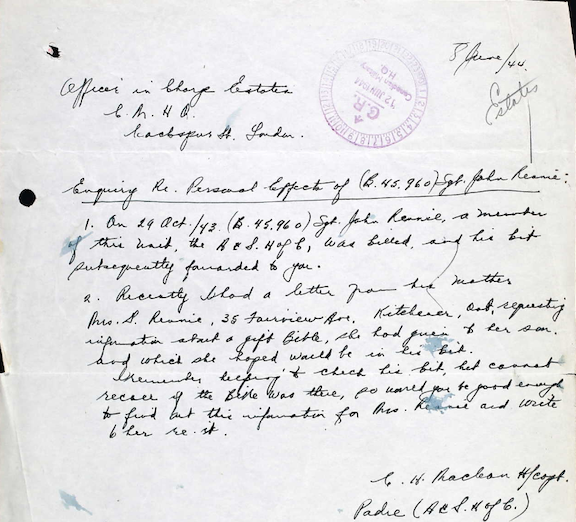 5 June/44.
Estates
G.R.
12 JUN 1944
Canadian Military
H.Q.
Officer in Charge Estates
C. M. H. Q.
Cockspur St. London.
Enquiry Re. Personal Effects of (B.45,960) Sgt. John Rennie:
1. On 29 Oct./43. (B.45,960) Sgt. John Rennie, a member
of this unit, the A & S. H of C, was killed, and his kit
subsequently forwarded to you.
2. Recently I had a letter from his mother
Mrs. S. Rennie, 35 Fairview Ave. Kitchener, Ont, requesting
information about a gift Bible, she had given to her son.
and which she hoped would be in his kit.
I remember helping to check his kit, but cannot
recall if the Bible was there, so would you be good enough
to find out this information for Mrs. Rennie and write
to her re. it.
C. H. Maclean H/Capt.
Padre (A & S. H of C.)